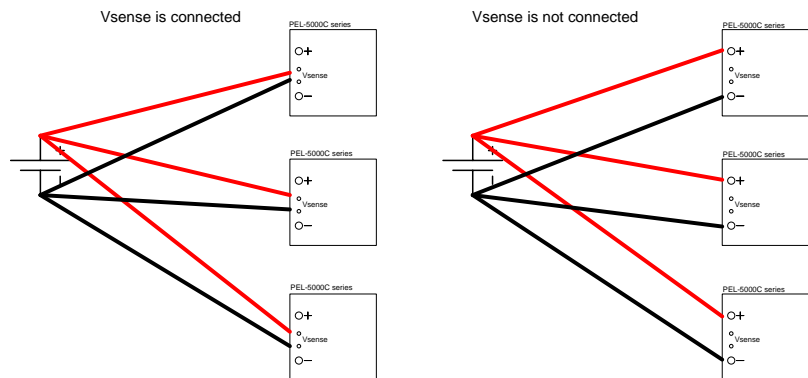 Vsense is connected
PEL-5000C series
+
Vsense
−
+
PEL-5000C series
+
Vsense
−
PEL-5000C series
+
Vsense
−
Vsense is not connected
PEL-5000C series
+
Vsense
−
+
PEL-5000C series
+
Vsense
−
PEL-5000C series
+
Vsense
−